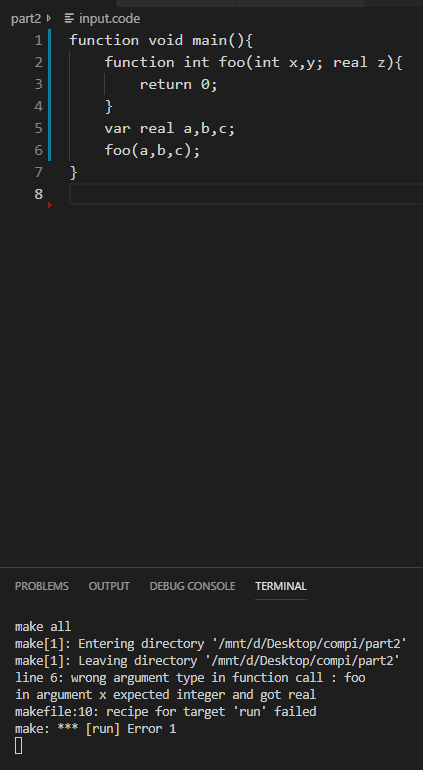 part2 input.code
1 function void main(){
2 function int foo(int x,y; real z){
3 return 0;
4 }
5 var real a,b,c;
6 foo(a,b,c);
7 }
8
PROBLEMS OUTPUT DEBUG CONSOLE TERMINAL
make all
make[1]: Entering directory '/mnt/d/Desktop/compi/part2'
make[1]: Leaving directory '/mnt/d/Desktop/compi/part2'
line 6: wrong argument type in function call : foo
in argument x expected integer and got real
makefile:10: recipe for target 'run' failed
make: *** [run] Error 1